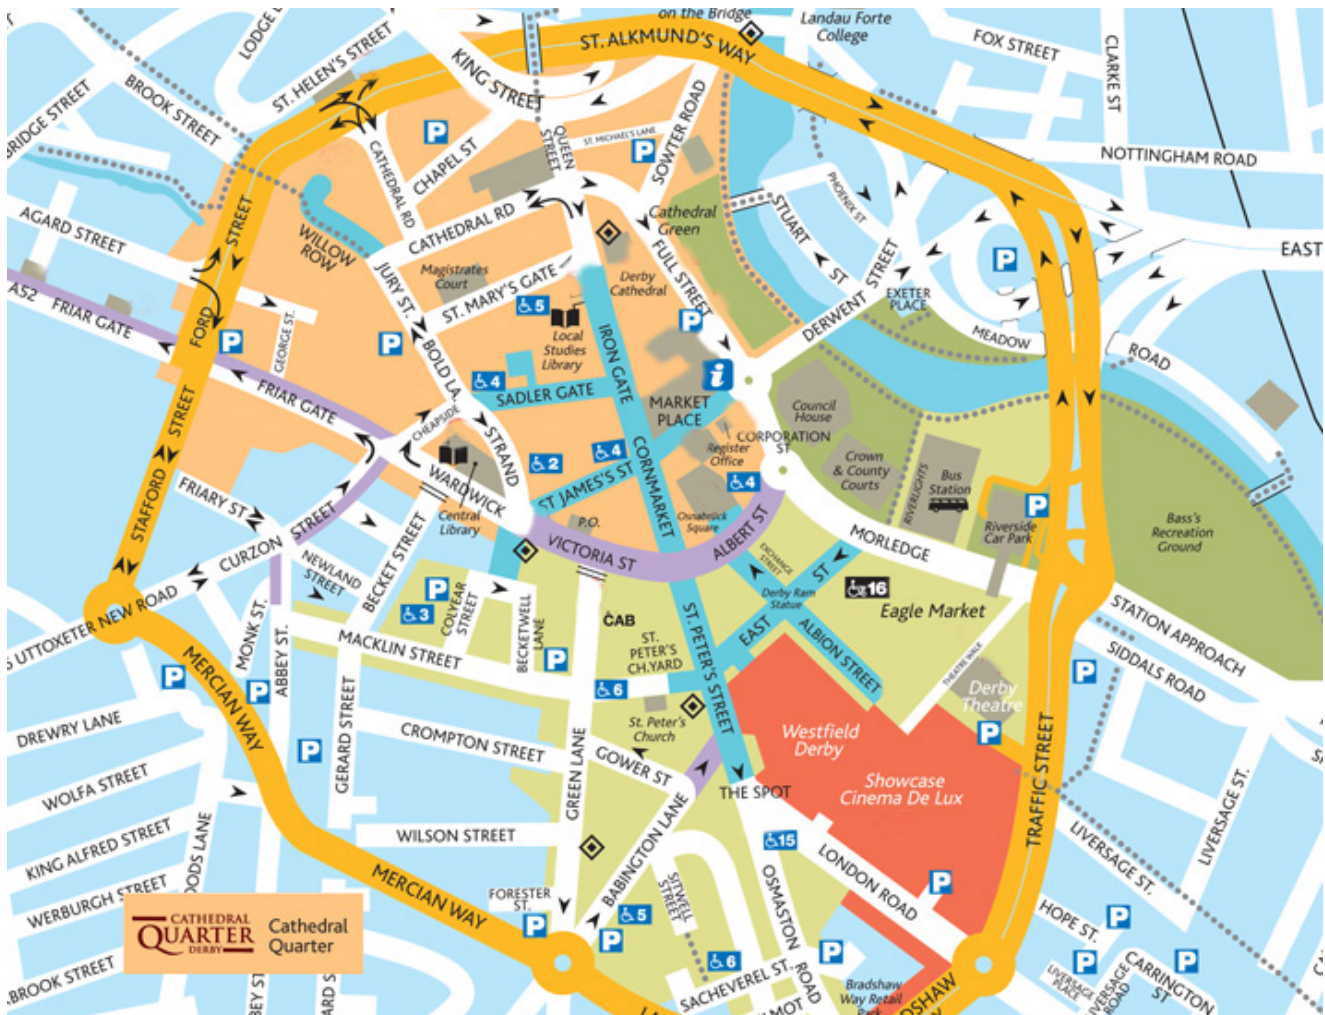 on the Bridge
Landau Forte
College
FOX STREET
CLARKE ST
LODGE
ST. HELEN'S STREET
KING STREET
ST. ALKMUND'S WAY
BROOK STREET
BRIDGE STREET
NOTTINGHAM ROAD
QUEEN
STREET
ST. MICHAEL'S LANE
SOWTER ROAD
P
P
CHAPEL ST
CATHEDRAL RD
CATHEDRAL RD
PHOENIX ST
STUART
ST
AGARD STREET
STREET
WILLOW
ROW
Cathedral
Green
FULL STREET
DERWENT STREET
EAST
P
Magistrates
Court
Derby
Cathedral
JURY ST.
ST. MARY'S GATE
5
EXETER
PLACE
A52
FRIAR GATE
FORD
GEORGE ST.
P
P
P
Local
Studies
Library
IRON GATE
MEADOW
ROAD
BOLD LA.
4
SADLER GATE
i
MARKET
PLACE
FRIAR GATE
CHEAPSIDE
STREET
Council
House
CORPORATION
ST
Register
Office
STRAND
4
2
CORNMARKET
ST JAMES'S ST
4
Crown
& County
Courts
RIVERLIGHTS
Bus
Station
WARDWICK
STAFFORD
FRIARY ST
Central
Library
P.O.
Osnabrück
Square
P
Riverside
Car Park
Bass's
Recreation
Ground
CURZON STREET
VICTORIA ST
ALBERT ST
MORLEDGE
EXCHANGE
STREET
NEWLAND
STREET
BECKET STREET
P
3
COLYEAR
STREET
BECKETWELL
LANE
ST
Derby Ram
Statue
16
Eagle Market
STATION APPROACH
UTTOXETER NEW ROAD
MONK ST.
ABBEY ST.
MACKLIN STREET
CAB
ST.
PETER'S
CH.YARD
EAST
ALBION STREET
THEATRE WALK
SIDDALS ROAD
P
P
P
P
6
ST. PETER'S STREET
Derby
Theatre
P
MERCIAN WAY
DREWRY LANE
GERARD STREET
CROMPTON STREET
St. Peter's
Church
Westfield
Derby
P
GOWER ST
GREEN LANE
THE SPOT
Showcase
Cinema De Lux
WOLFA STREET
TRAFFIC STREET
LIVERSAGE ST.
LIVERSAGE ST.
WILSON STREET
KING ALFRED STREET
15
BABINGTON LANE
LONDON ROAD
WERBURGH STREET
MERCIAN WAY
FORESTER
ST.
SITWELL
STREET
OSMASTON
ROAD
P
HOPE ST.
P
P
5
P
CATHEDRAL
QUARTER
DERBY
Cathedral
Quarter
6
P
SACHEVEREL ST.
P
LIVERSAGE
PLACE
LIVERSAGE
ROAD
CARRINGTON
ST
P
Bradshaw
Way Retail